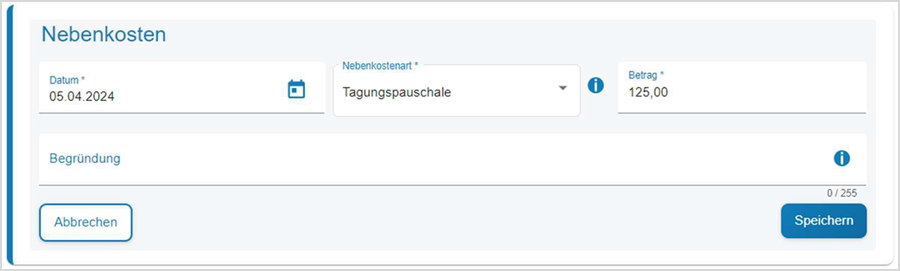 Nebenkosten
Datum *
05.04.2024
Nebenkostenart *
Tagungspauschale
Betrag *
125,00
Begründung
0 / 255
Abbrechen
Speichern